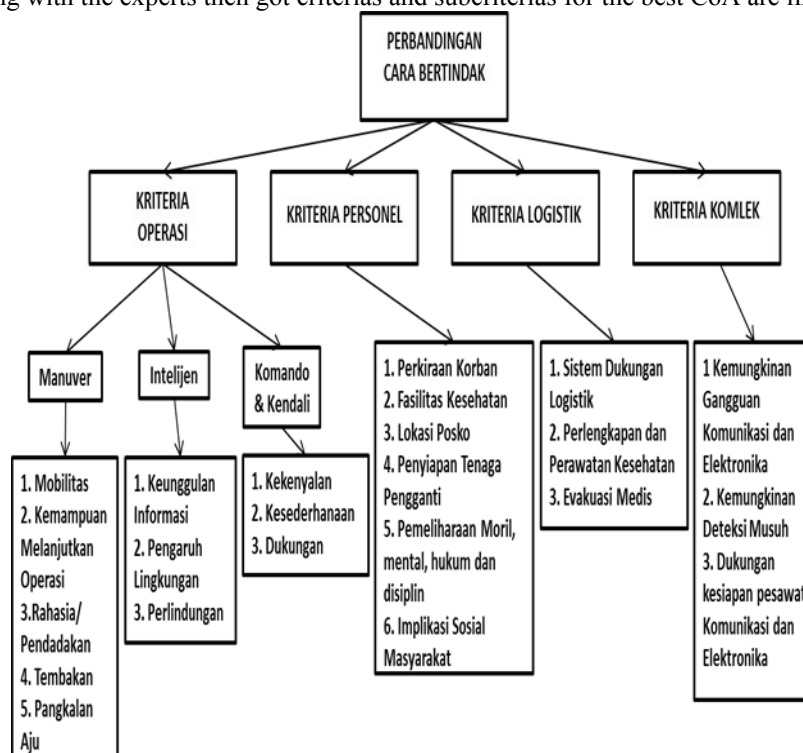 ng with the experts then got criterias and subcriterias for the best CoA are in
PERBANDINGAN
CARA BERTINDAK
KRITERIA
OPERASI
KRITERIA PERSONEL
KRITERIA LOGISTIK
KRITERIA KOMLEK
Manuver
Intelijen
Komando
& Kendali
1. Mobilitas
2. Kemampuan
Melanjutkan
Operasi
3.Rahasia/
Pendadakan
4. Tembakan
5. Pangkalan
Aju
1. Keunggulan
Informasi
2. Pengaruh
Lingkungan
3. Perlindungan
1. Kekenyalan
2. Kesederhanaan
3. Dukungan
1. Perkiraan Korban
2. Fasilitas Kesehatan
3. Lokasi Posko
4. Penyiapan Tenaga
Pengganti
5. Pemeliharaan Moril,
mental, hukum dan
disiplin
6. Implikasi Sosial
Masyarakat
1. Sistem Dukungan
Logistik
2. Perlengkapan dan
Perawatan Kesehatan
3. Evakuasi Medis
1 Kemungkinan
Gangguan
Komunikasi dan
Elektronika
2. Kemungkinan
Deteksi Musuh
3. Dukungan
kesiapan pesawat
Komunikasi dan
Elektronika